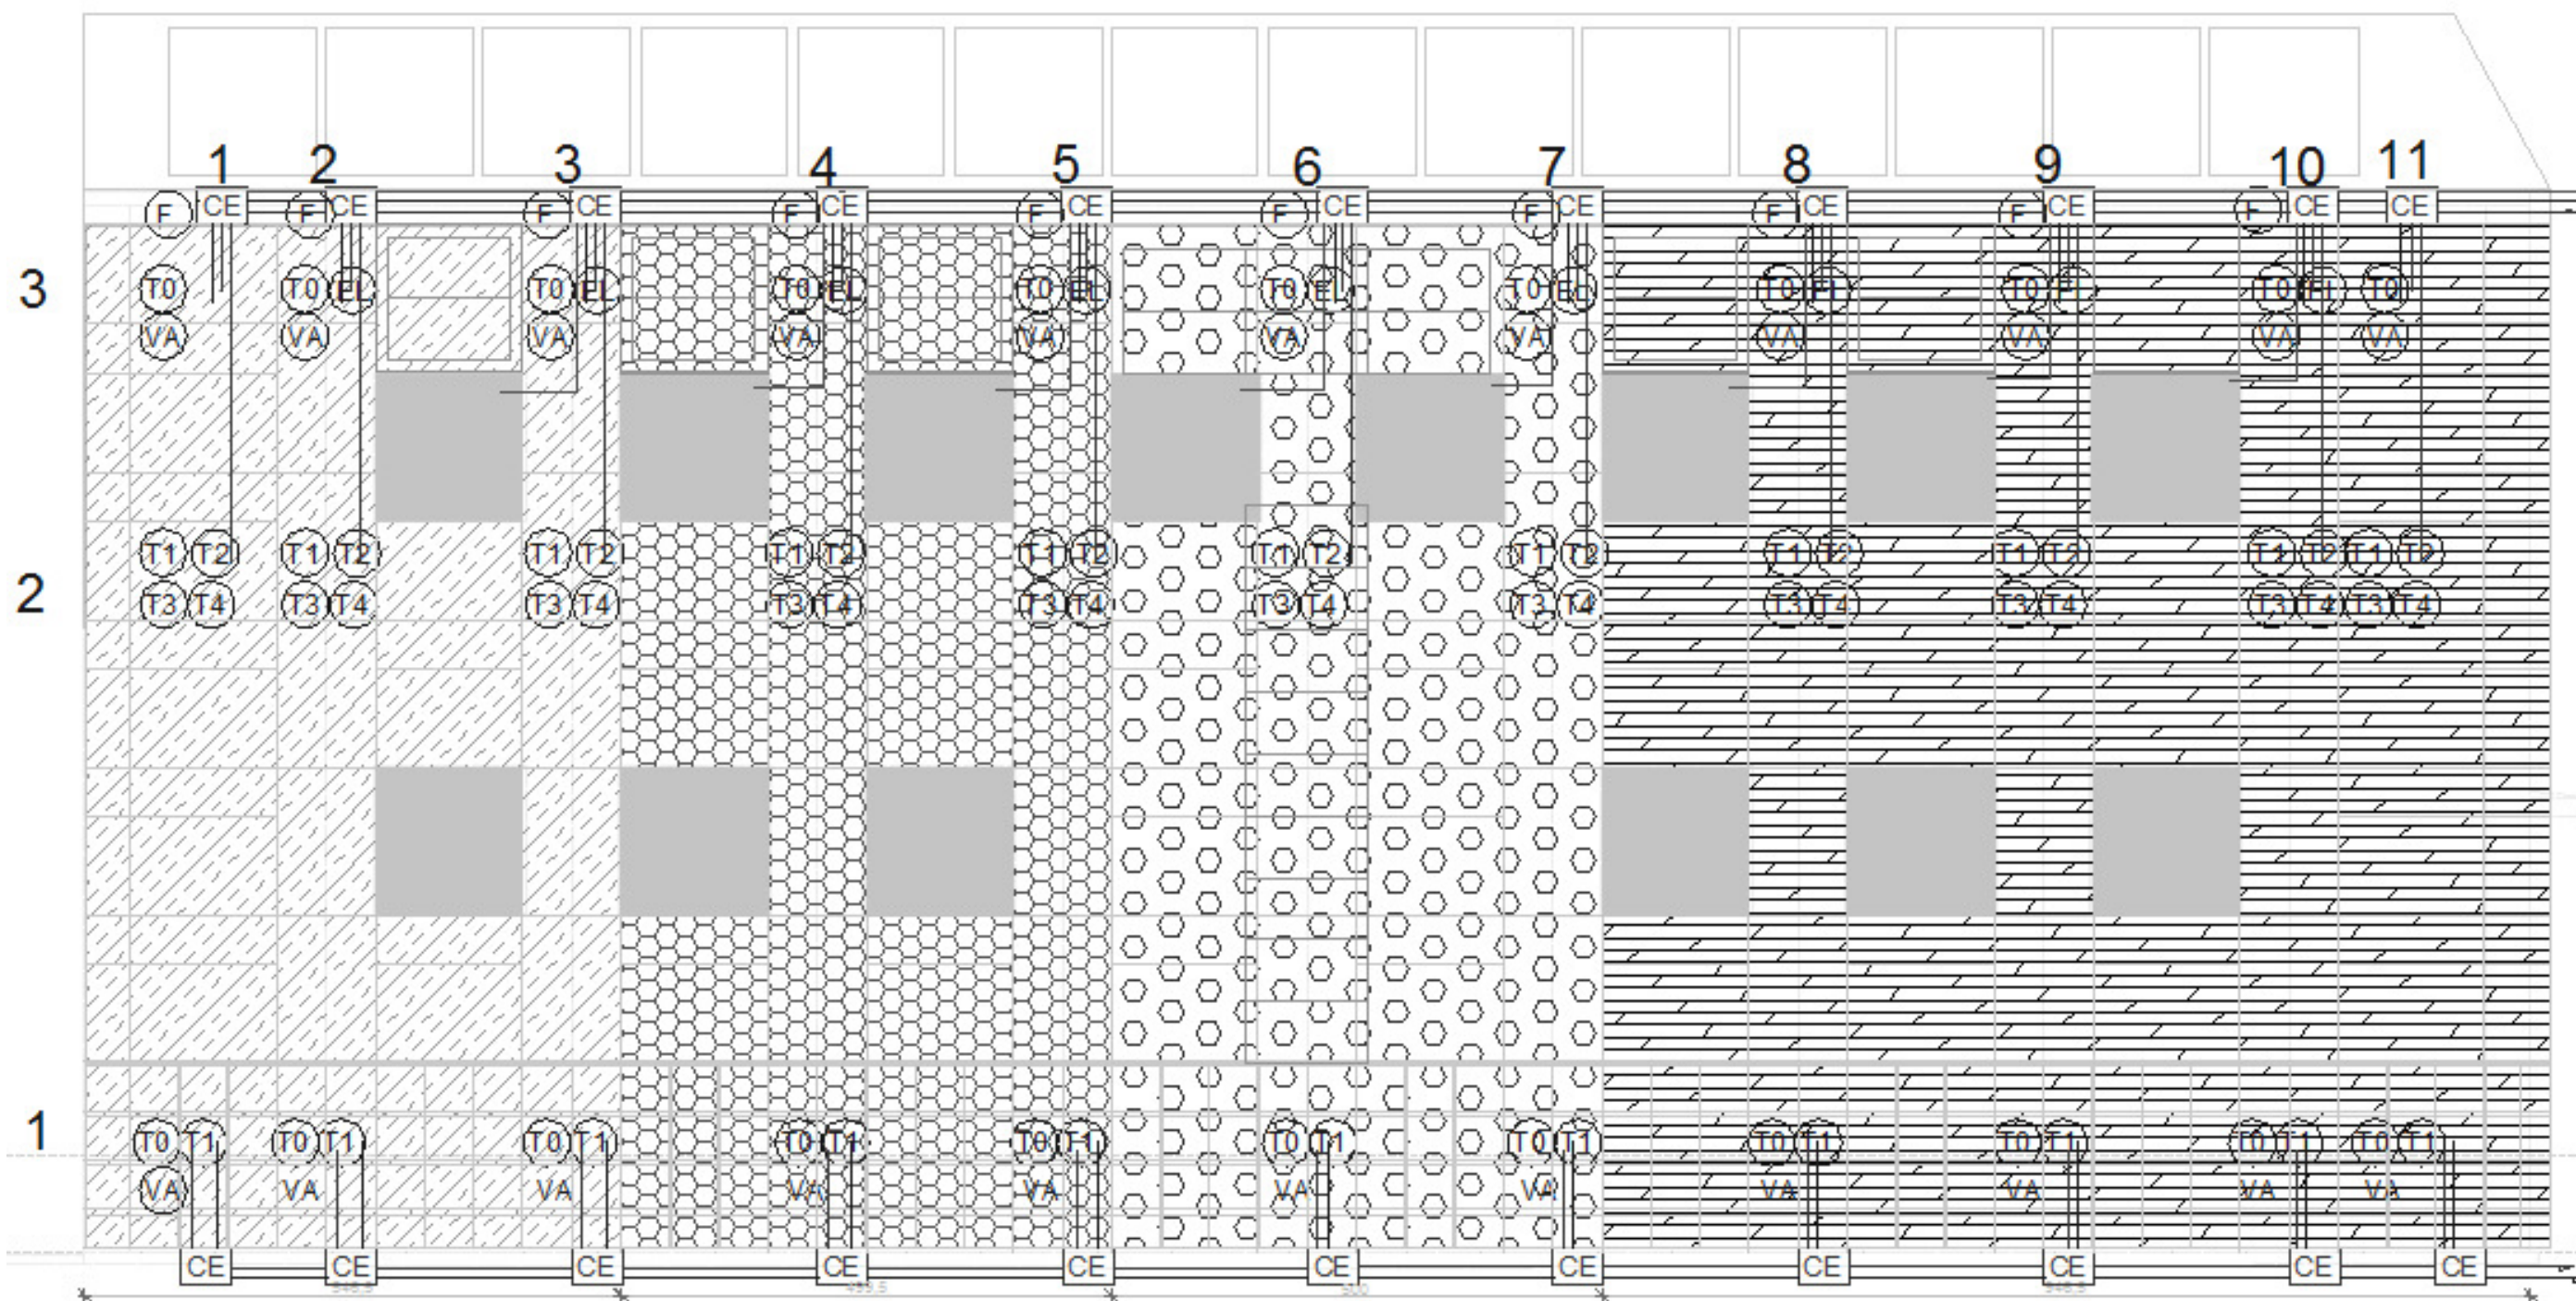 1 2 3 4 5 6 7 8 9 10 11
F CE F CE F CE F CE F CE F CE F CE F CE F CE F CE CE
3 T0 T0 EL T0 EL T0 EL T0 EL T0 EL T0 EL T0 EL T0 T0 EL T0
VA VA VA VA VA VA VA VA VA VA VA
T1 T2 T1 T2 T1 T2 T1 T2 T1 T2 T1 T2 T1 T2 T1 T2 T1 T2 T1 T2 T1 T2
2 T3 T4 T3 T4 T3 T4 T3 T4 T3 T4 T3 T4 T3 T4 T3 T4 T3 T4 T3 T4 T3 T4
1 T0 T1 T0 T1 T0 T1 T0 T1 T0 T1 T0 T1 T0 T1 T0 T1 T0 T1 T0 T1 T0 T1
VA VA VA VA VA VA VA VA VA VA VA
CE CE CE CE CE CE CE CE CE CE CE
499,5 500